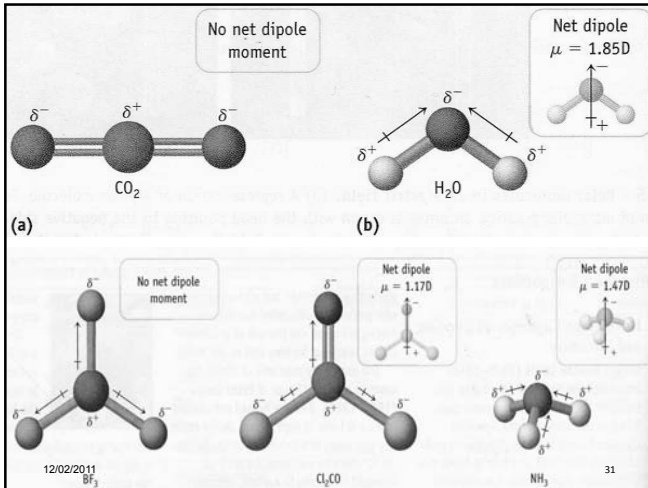 No net dipole
moment
Net dipole
μ = 1.85D
−
+
δ− δ+ δ−
CO2
(a)
δ−
δ+ δ+
H2O
(b)
No net dipole
moment
δ−
δ− δ+ δ−
BF3
Net dipole
μ = 1.17D
−
+
δ−
δ− δ+ δ−
Cl2CO
Net dipole
μ = 1.47D
−
+
δ−
δ+ δ+
δ+
NH3
12/02/2011
31